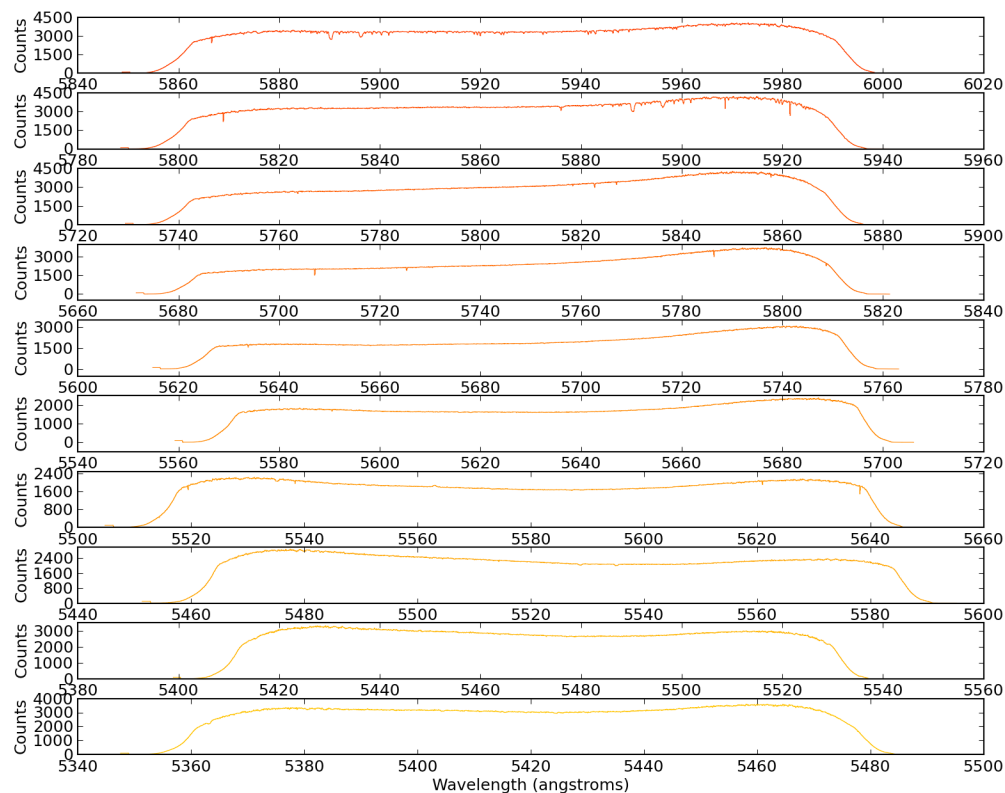 Counts 4500 3000 1500 0
5840 5860 5880 5900 5920 5940 5960 5980 6000 6020
Counts 4500 3000 1500 0
5780 5800 5820 5840 5860 5880 5900 5920 5940 5960
Counts 4500 3000 1500 0
5720 5740 5760 5780 5800 5820 5840 5860 5880 5900
Counts 3000 1500 0
5660 5680 5700 5720 5740 5760 5780 5800 5820 5840
Counts 3000 1500 0
5600 5620 5640 5660 5680 5700 5720 5740 5760 5780
Counts 2000 1000 0
5540 5560 5580 5600 5620 5640 5660 5680 5700 5720
Counts 2400 1600 800 0
5500 5520 5540 5560 5580 5600 5620 5640 5660
Counts 2400 1600 800 0
5440 5460 5480 5500 5520 5540 5560 5580 5600
Counts 3000 2000 1000 0
5380 5400 5420 5440 5460 5480 5500 5520 5540 5560
Counts 4000 3000 2000 1000 0
5340 5360 5380 5400 5420 5440 5460 5480 5500
Wavelength (angstroms)